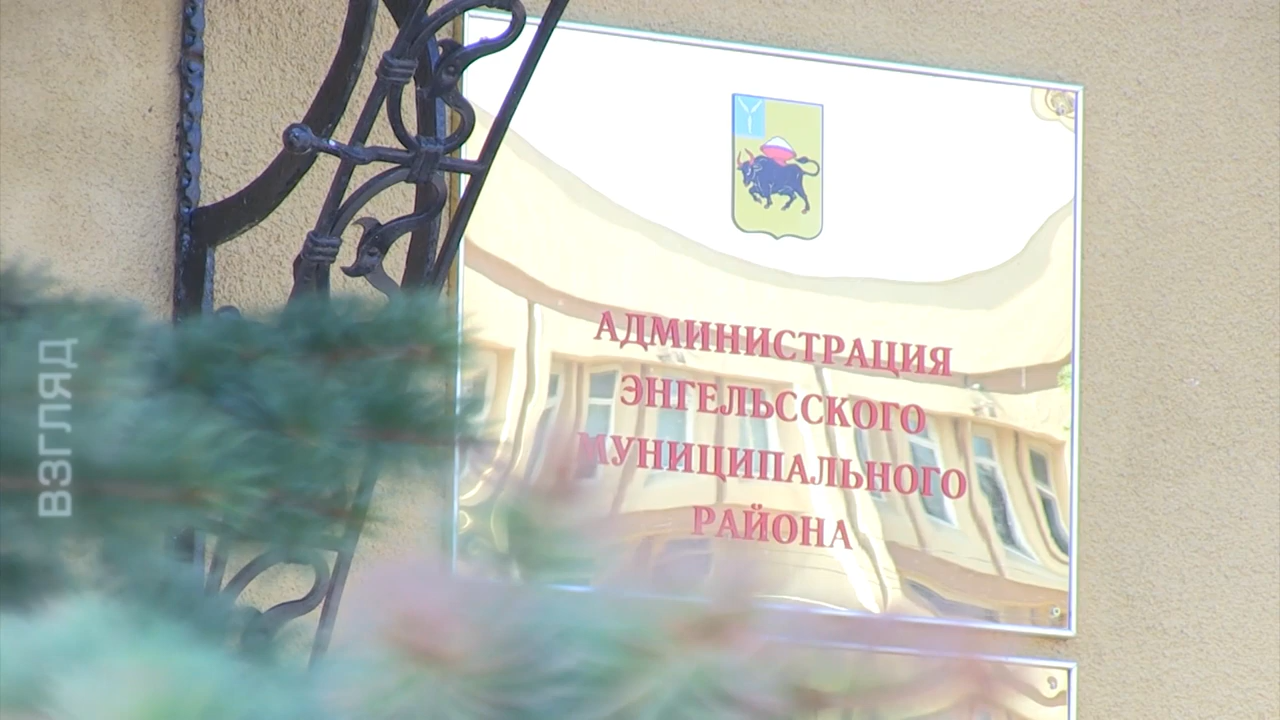 АДМИНИСТРАЦИЯ
ЭНГЕЛЬССКОГО
МУНИЦИПАЛЬНОГО
РАЙОНА
ВЗГЛЯД